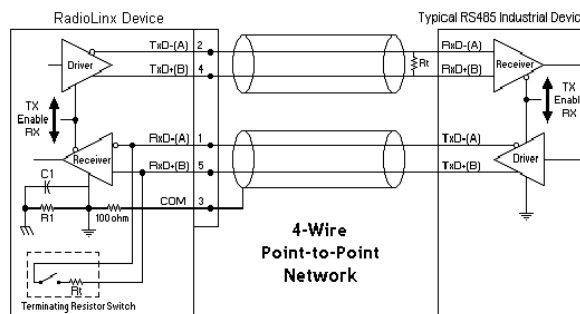 RadioLinx Device
Typical RS485 Industrial Device
TxD-(A) 2
RxD-(A)
Driver
TxD+(B) 4
Rt
RxD+(B)
Receiver
TX
Enable
RX
TX
Enable
RX
RxD-(A) 1
TxD-(A)
Receiver
RxD+(B) 5
TxD+(B)
Driver
C1
COM 3
R1
100 ohm
4-Wire
Point-to-Point
Network
Rt
Terminating Resistor Switch